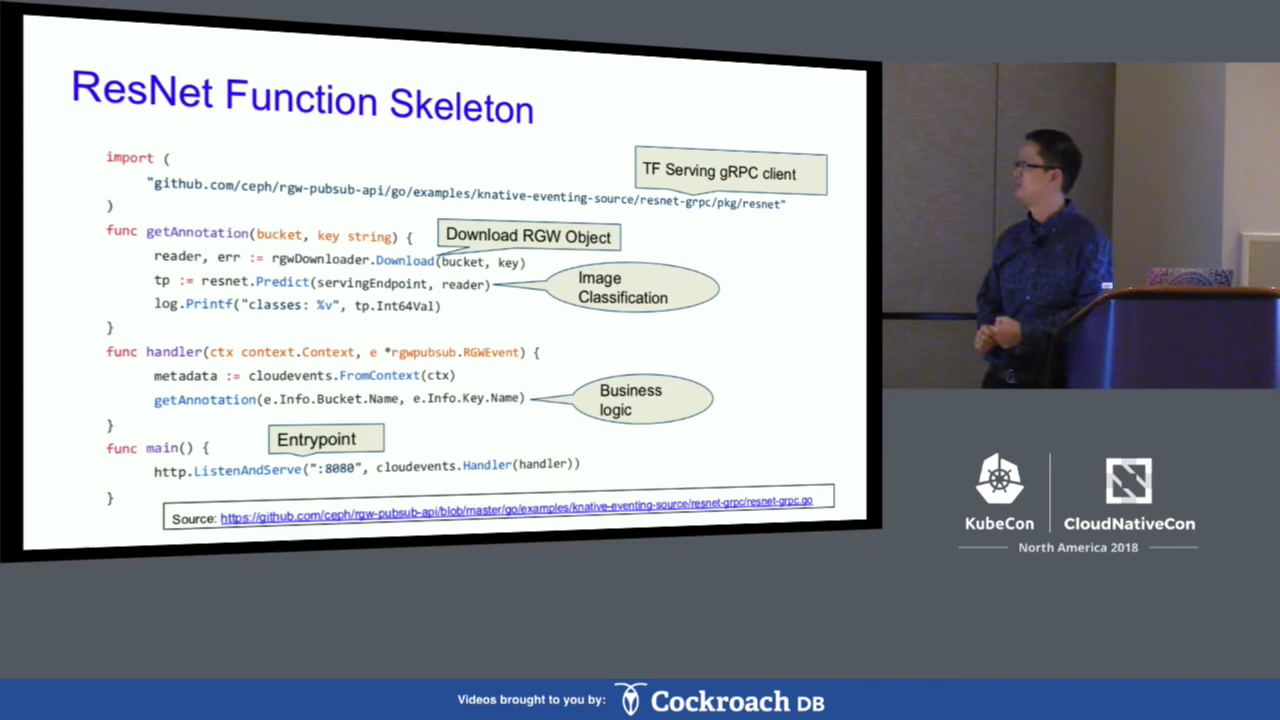 ResNet Function Skeleton
import (
TF Serving gRPC client
"github.com/ceph/rgw-pubsub-api/go/examples/knative-eventing-source/resnet-grpc/pkg/resnet"
)
func getAnnotation(bucket, key string) {
Download RGW Object
reader, err := rgwDownloader.Download(bucket, key)
tp := resnet.Predict(servingEndpoint, reader)
Image
Classification
log.Printf("classes: %v", tp.Int64Val)
}
func handler(ctx context.Context, e *rgwpubsub.RGWEvent) {
metadata := cloudevents.FromContext(ctx)
getAnnotation(e.Info.Bucket.Name, e.Info.Key.Name)
Business
logic
}
func main() {
Entrypoint
http.ListenAndServe(":8080", cloudevents.Handler(handler))
}
Source: https://github.com/ceph/rgw-pubsub-api/blob/master/go/examples/knative-eventing-source/resnet-grpc/resnet-grpc.go
KubeCon
CloudNativeCon
North America 2018
Videos brought to you by:
Cockroach DB